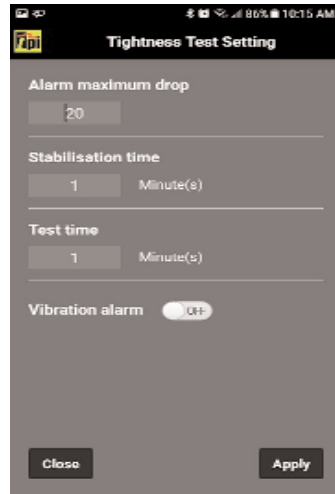 86% 10:15 AM
tpi Tightness Test Setting
Alarm maximum drop
20
Stabilisation time
1 Minute(s)
Test time
1 Minute(s)
Vibration alarm OFF
Close Apply